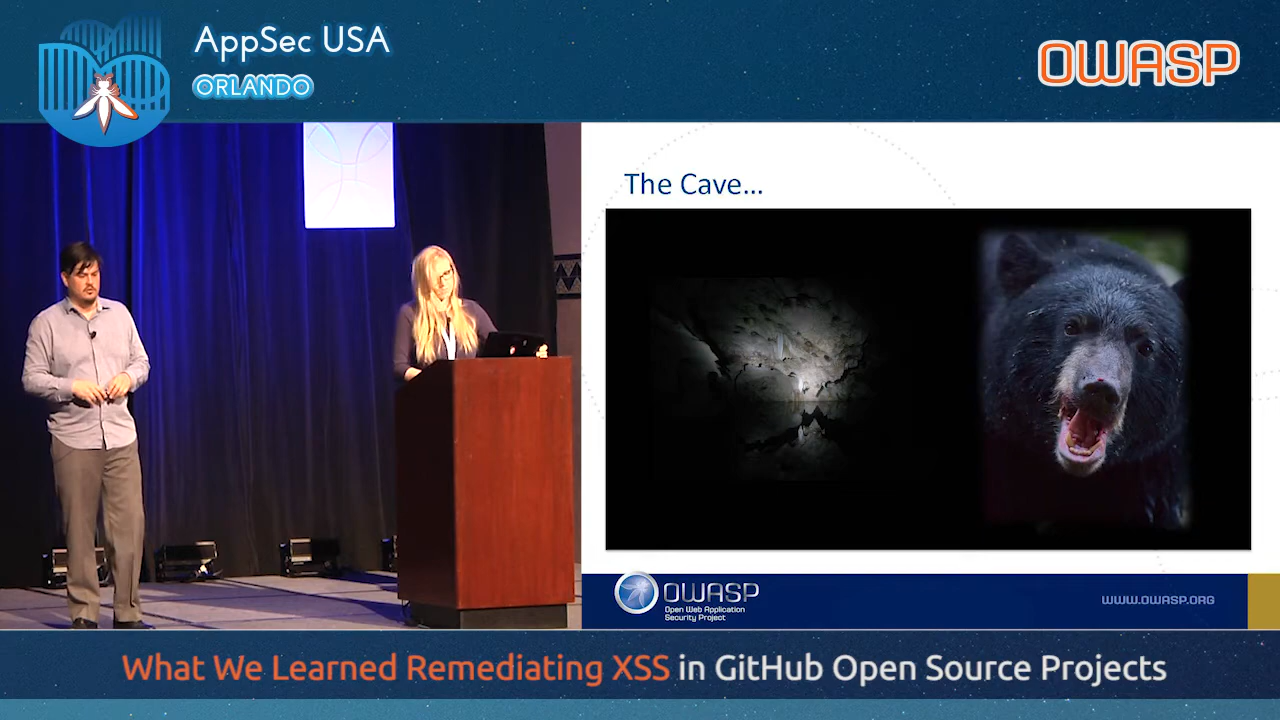 AppSec USA
ORLANDO
OWASP
The Cave...
OWASP
Open Web Application
Security Project
WWW.OWASP.ORG
What We Learned Remediating XSS in GitHub Open Source Projects